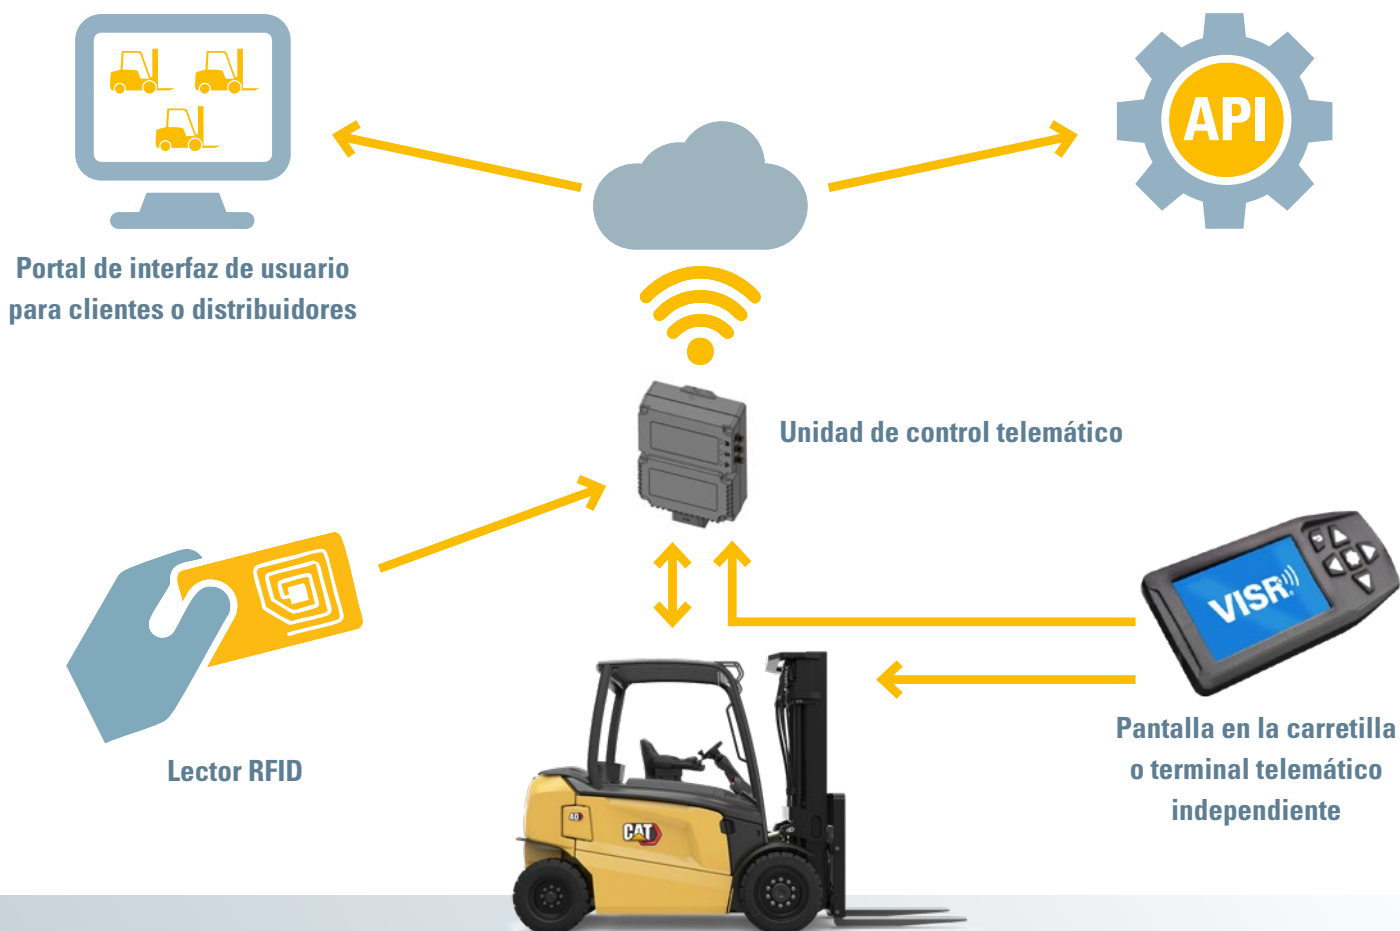 API
Portal de interfaz de usuario
para clientes o distribuidores
Unidad de control telemático
VISR
Lector RFID
Pantalla en la carretilla
o terminal telemático
independiente
40
CAT